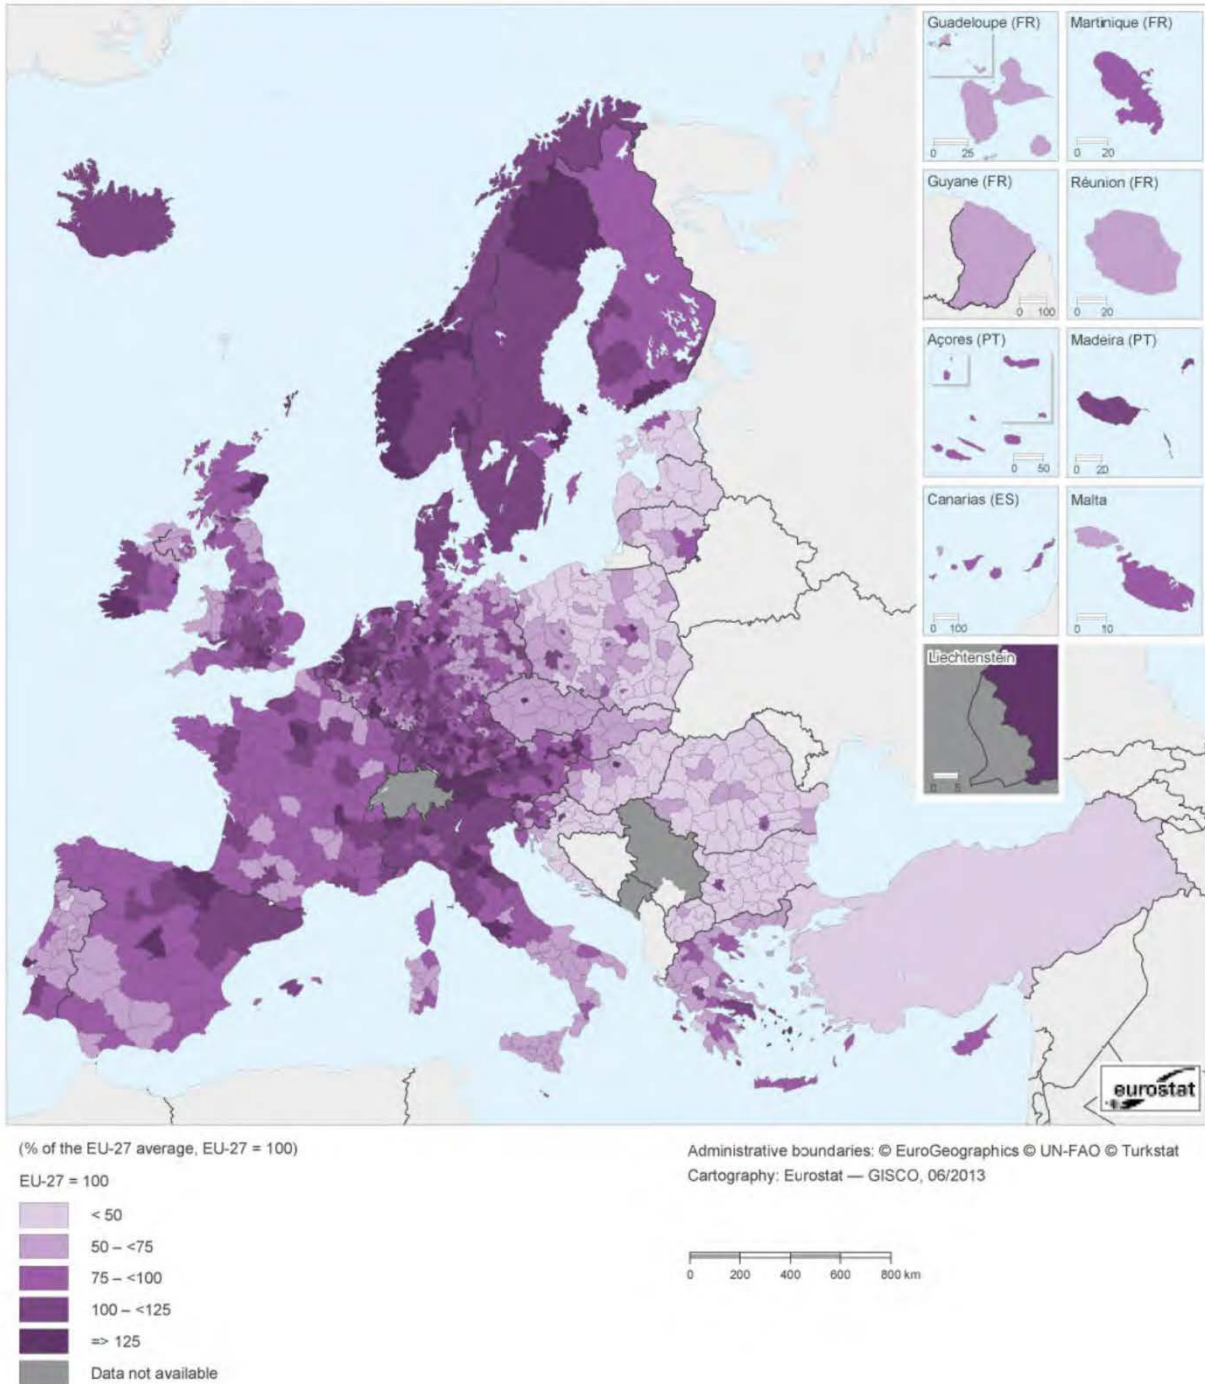 Guadeloupe (FR)
0 25
Martinique (FR)
0 20
Guyane (FR)
0 100
Réunion (FR)
0 20
Açores (PT)
0 50
Madeira (PT)
0 20
Canarias (ES)
0 100
Malta
0 10
Liechtenstein
0 5
eurostat
(% of the EU-27 average, EU-27 = 100)
EU-27 = 100
< 50
50 – <75
75 – <100
100 – <125
=> 125
Data not available
Administrative boundaries: © EuroGeographics © UN-FAO © Turkstat
Cartography: Eurostat — GISCO, 06/2013
0 200 400 600 800 km